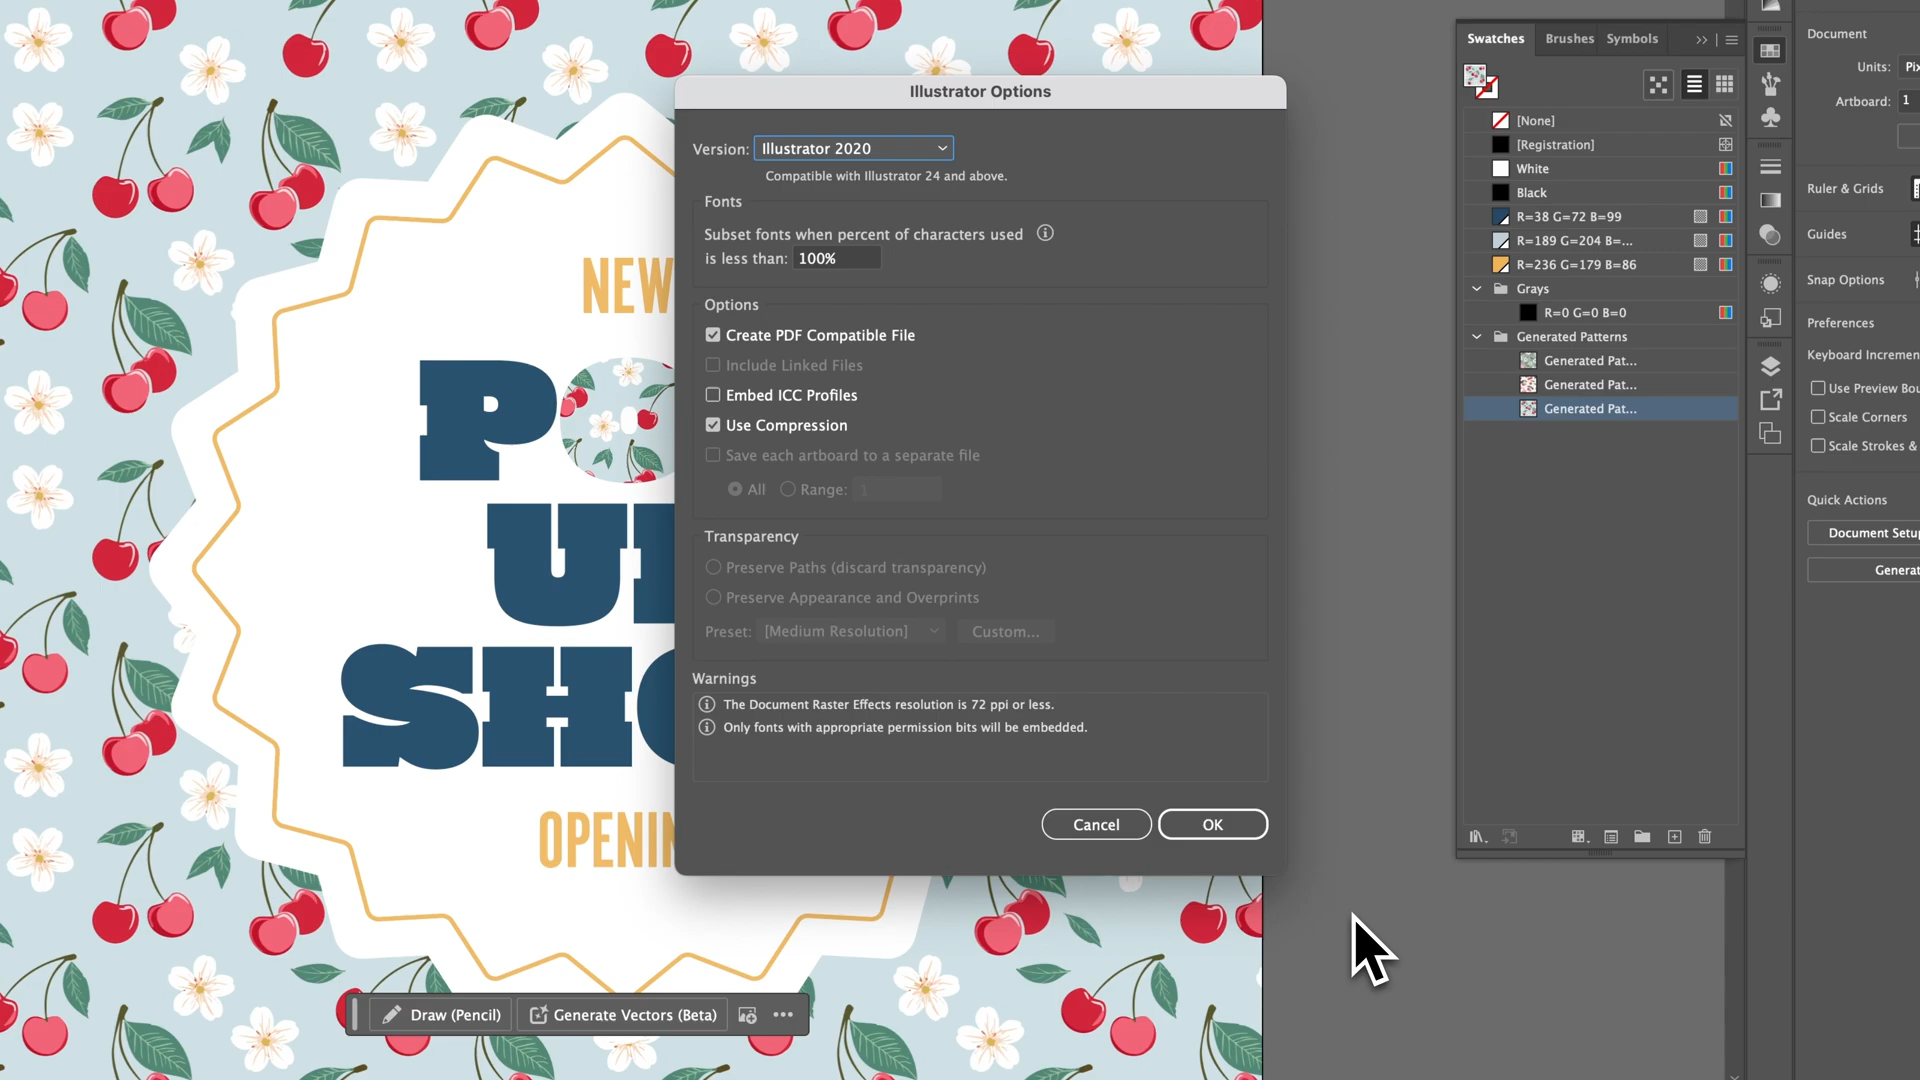 NEW
P
UP
SHO
OPENIN
Draw (Pencil)
Generate Vectors (Beta)
Illustrator Options
Version: Illustrator 2020
Compatible with Illustrator 24 and above.
Fonts
Subset fonts when percent of characters used
is less than: 100%
Options
Create PDF Compatible File
Include Linked Files
Embed ICC Profiles
Use Compression
Save each artboard to a separate file
All Range: 1
Transparency
Preserve Paths (discard transparency)
Preserve Appearance and Overprints
Preset: [Medium Resolution] Custom...
Warnings
The Document Raster Effects resolution is 72 ppi or less.
Only fonts with appropriate permission bits will be embedded.
Cancel OK
Swatches Brushes Symbols
[None]
[Registration]
White
Black
R=38 G=72 B=99
R=189 G=204 B=...
R=236 G=179 B=86
Grays
R=0 G=0 B=0
Generated Patterns
Generated Pat...
Generated Pat...
Generated Pat...
Document
Units: Pix
Artboard: 1
Ruler & Grids
Guides
Snap Options
Preferences
Keyboard Incremen
Use Preview Bou
Scale Corners
Scale Strokes &
Quick Actions
Document Setup
Generat